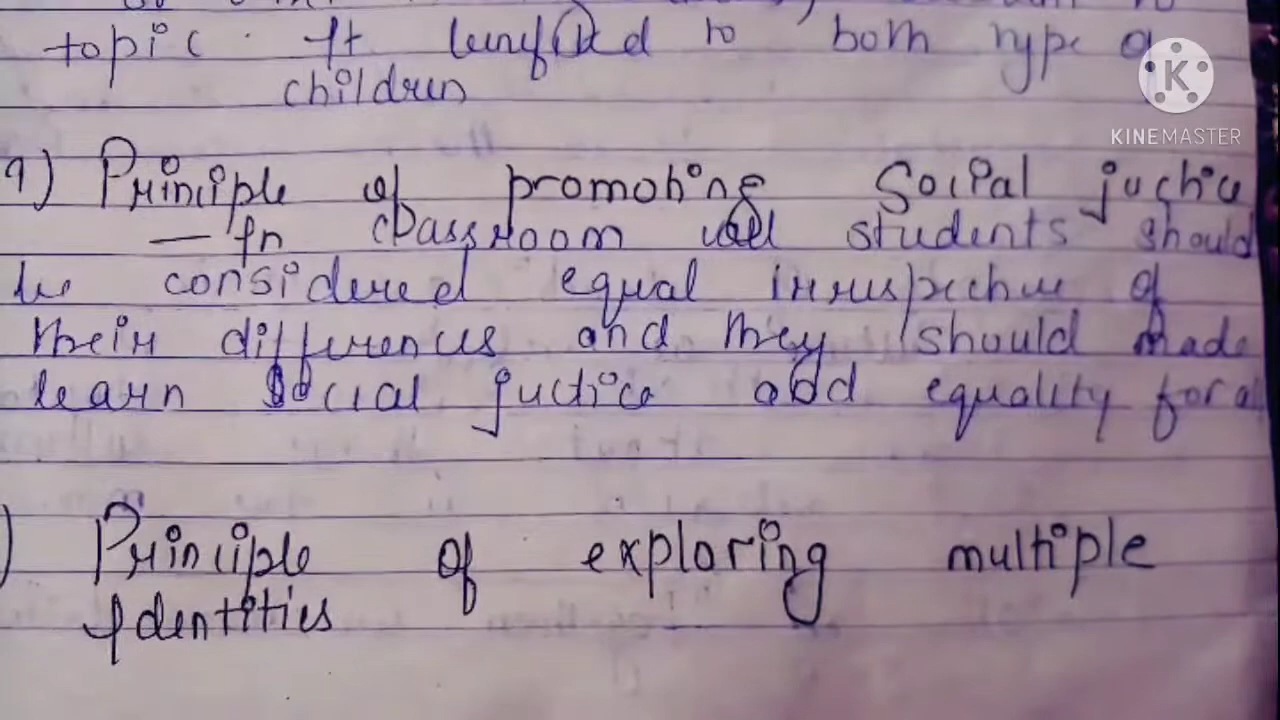 topic. It benifited to both type of
children
9) Principle of promoting Social justice
— In classroom all students should
be considered equal irrespective of
their differences and they should made
learn Social justice and equality for all
) Principle of exploring multiple
Identities
KINEMASTER